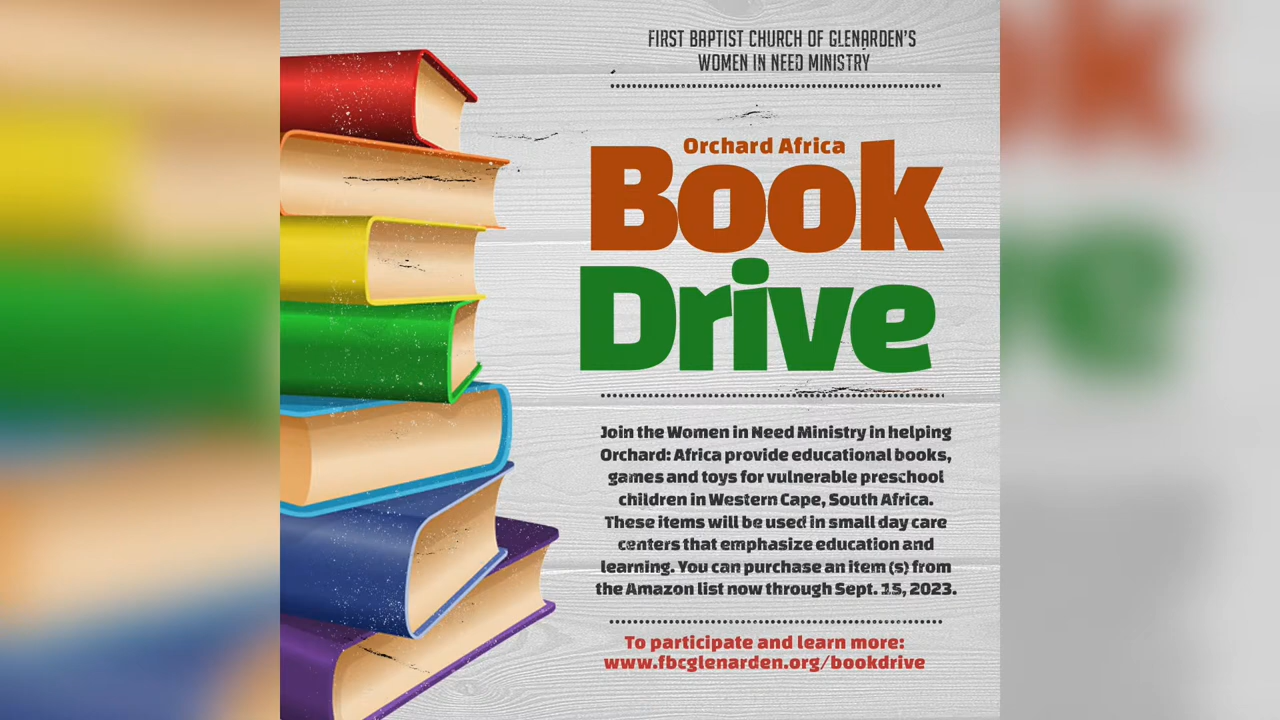 FIRST BAPTIST CHURCH OF GLENARDEN'S
WOMEN IN NEED MINISTRY
Orchard Africa
Book
Drive
Join the Women in Need Ministry in helping
Orchard: Africa provide educational books,
games and toys for vulnerable preschool
children in Western Cape, South Africa.
These items will be used in small day care
centers that emphasize education and
learning. You can purchase an item (s) from
the Amazon list now through Sept. 15, 2023.
To participate and learn more:
www.fbcglenarden.org/bookdrive